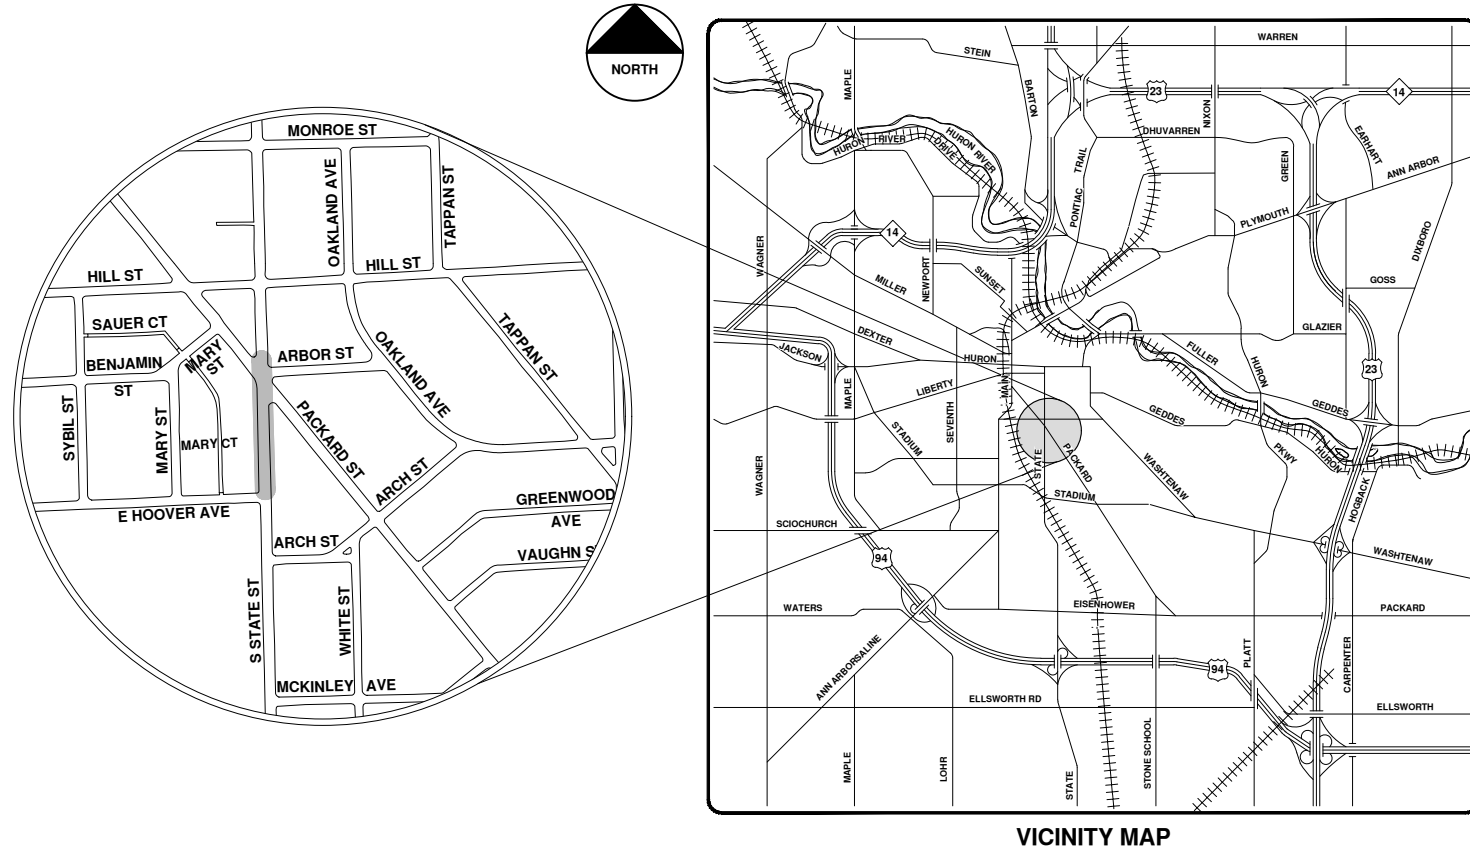 NORTH
MONROE ST
OAKLAND AVE
TAPPAN ST
HILL ST
HILL ST
SAUER CT
BENJAMIN
ST
MARY
ST
ARBOR ST
OAKLAND AVE
TAPPAN ST
SYBIL ST
MARY ST
MARY CT
PACKARD ST
ARCH ST
GREENWOOD
AVE
E HOOVER AVE
ARCH ST
VAUGHN S
S STATE ST
WHITE ST
MCKINLEY AVE
WARREN
STEIN
MAPLE
BARTON
23
14
NIXON
DHUVARREN
EARHART
HURON RIVER
DRIVE
HURON RIVER
PONTIAC TRAIL
GREEN
ANN ARBOR
PLYMOUTH
WAGNER
14
DIXBORO
NEWPORT
MILLER
SUNSET
GOSS
GLAZIER
DEXTER
JACKSON
HURON
FULLER
HURON
23
MAPLE
LIBERTY
MAIN
SEVENTH
GEDDES
GEDDES
STADIUM
STATE
PACKARD
WASHTENAW
PKWY
HURON
WAGNER
STADIUM
HOGBACK
SCIOCHURCH
94
WASHTENAW
WATERS
EISENHOWER
PACKARD
ANN ARBORSALINE
PLATT
CARPENTER
94
ELLSWORTH RD
ELLSWORTH
MAPLE
LOHR
STATE
STONE SCHOOL
VICINITY MAP